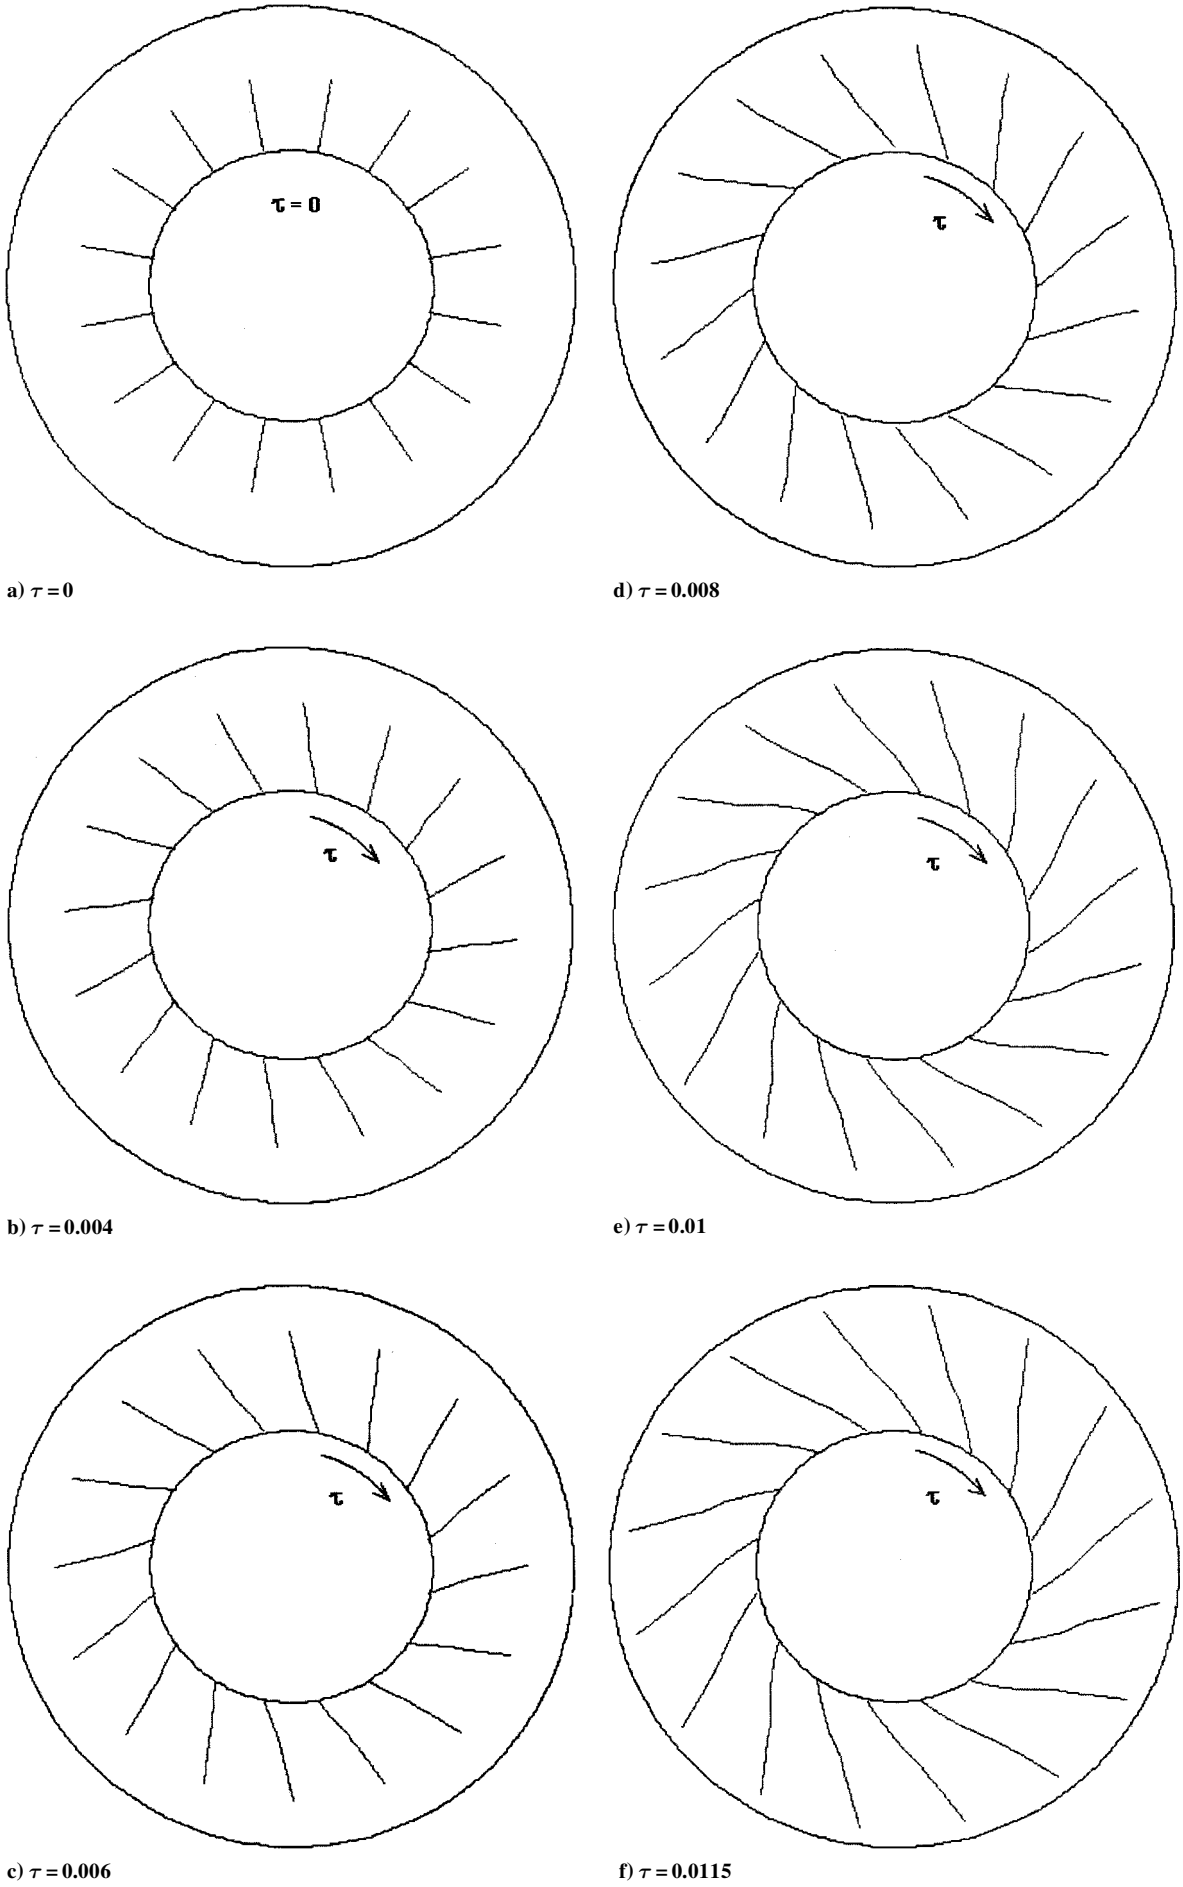 τ = 0
τ
a) τ = 0
d) τ = 0.008
τ
τ
b) τ = 0.004
e) τ = 0.01
τ
τ
c) τ = 0.006
f) τ = 0.0115